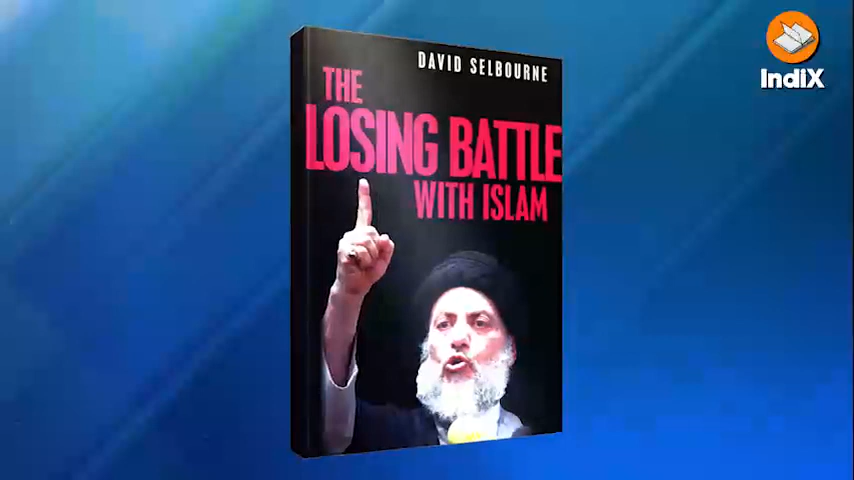 DAVID SELBOURNE
THE
LOSING BATTLE
WITH ISLAM
IndiX